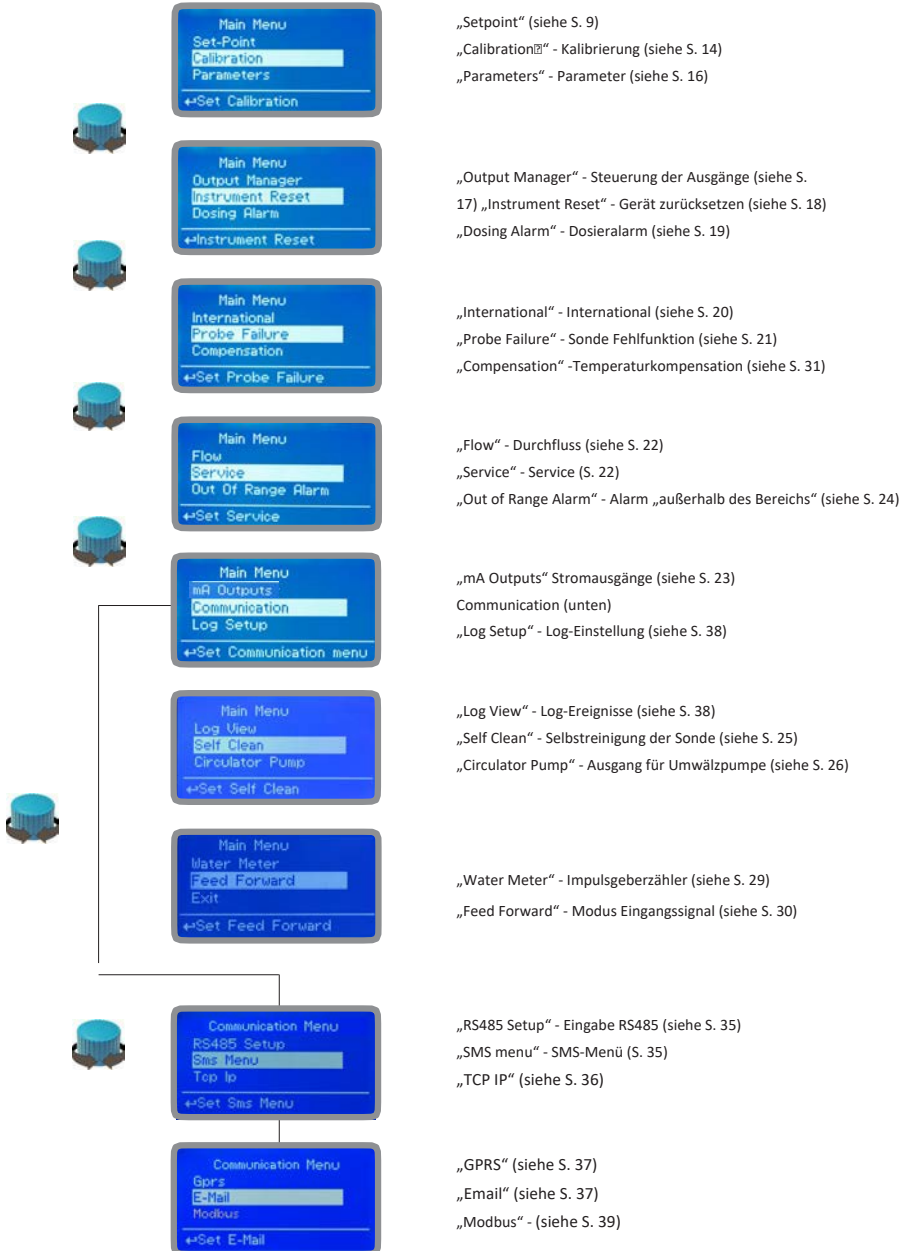 Main Menu
Set-Point
Calibration
Parameters
↵Set Calibration
„Setpoint“ (siehe S. 9)
„Calibration⍰“ - Kalibrierung (siehe S. 14)
„Parameters“ - Parameter (siehe S. 16)
Main Menu
Output Manager
Instrument Reset
Dosing Alarm
↵Instrument Reset
„Output Manager“ - Steuerung der Ausgänge (siehe S.
17) „Instrument Reset“ - Gerät zurücksetzen (siehe S. 18)
„Dosing Alarm“ - Dosieralarm (siehe S. 19)
Main Menu
International
Probe Failure
Compensation
↵Set Probe Failure
„International“ - International (siehe S. 20)
„Probe Failure“ - Sonde Fehlfunktion (siehe S. 21)
„Compensation“ -Temperaturkompensation (siehe S. 31)
Main Menu
Flow
Service
Out Of Range Alarm
↵Set Service
„Flow“ - Durchfluss (siehe S. 22)
„Service“ - Service (S. 22)
„Out of Range Alarm“ - Alarm „außerhalb des Bereichs“ (siehe S. 24)
Main Menu
mA Outputs
Communication
Log Setup
↵Set Communication menu
„mA Outputs“ Stromausgänge (siehe S. 23)
Communication (unten)
„Log Setup“ - Log-Einstellung (siehe S. 38)
Main Menu
Log View
Self Clean
Circulator Pump
↵Set Self Clean
„Log View“ - Log-Ereignisse (siehe S. 38)
„Self Clean“ - Selbstreinigung der Sonde (siehe S. 25)
„Circulator Pump“ - Ausgang für Umwälzpumpe (siehe S. 26)
Main Menu
Water Meter
Feed Forward
Exit
↵Set Feed Forward
„Water Meter“ - Impulsgeberzähler (siehe S. 29)
„Feed Forward“ - Modus Eingangssignal (siehe S. 30)
Communication Menu
RS485 Setup
Sms Menu
Tcp Ip
↵Set Sms Menu
„RS485 Setup“ - Eingabe RS485 (siehe S. 35)
„SMS menu“ - SMS-Menü (S. 35)
„TCP IP“ (siehe S. 36)
Communication Menu
Gprs
E-Mail
Modbus
↵Set E-Mail
„GPRS“ (siehe S. 37)
„Email“ (siehe S. 37)
„Modbus“ - (siehe S. 39)